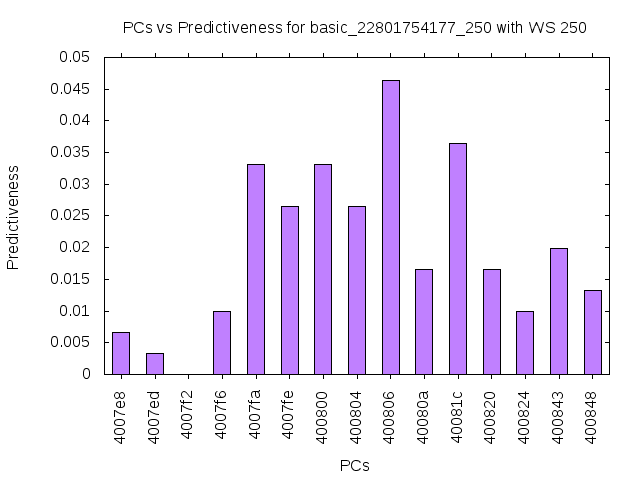 PCs vs Predictiveness for basic_22801754177_250 with WS 250
Predictiveness
0.05
0.045
0.04
0.035
0.03
0.025
0.02
0.015
0.01
0.005
0
4007e8
4007ed
4007f2
4007f6
4007fa
4007fe
400800
400804
400806
40080a
40081c
400820
400824
400843
400848
PCs